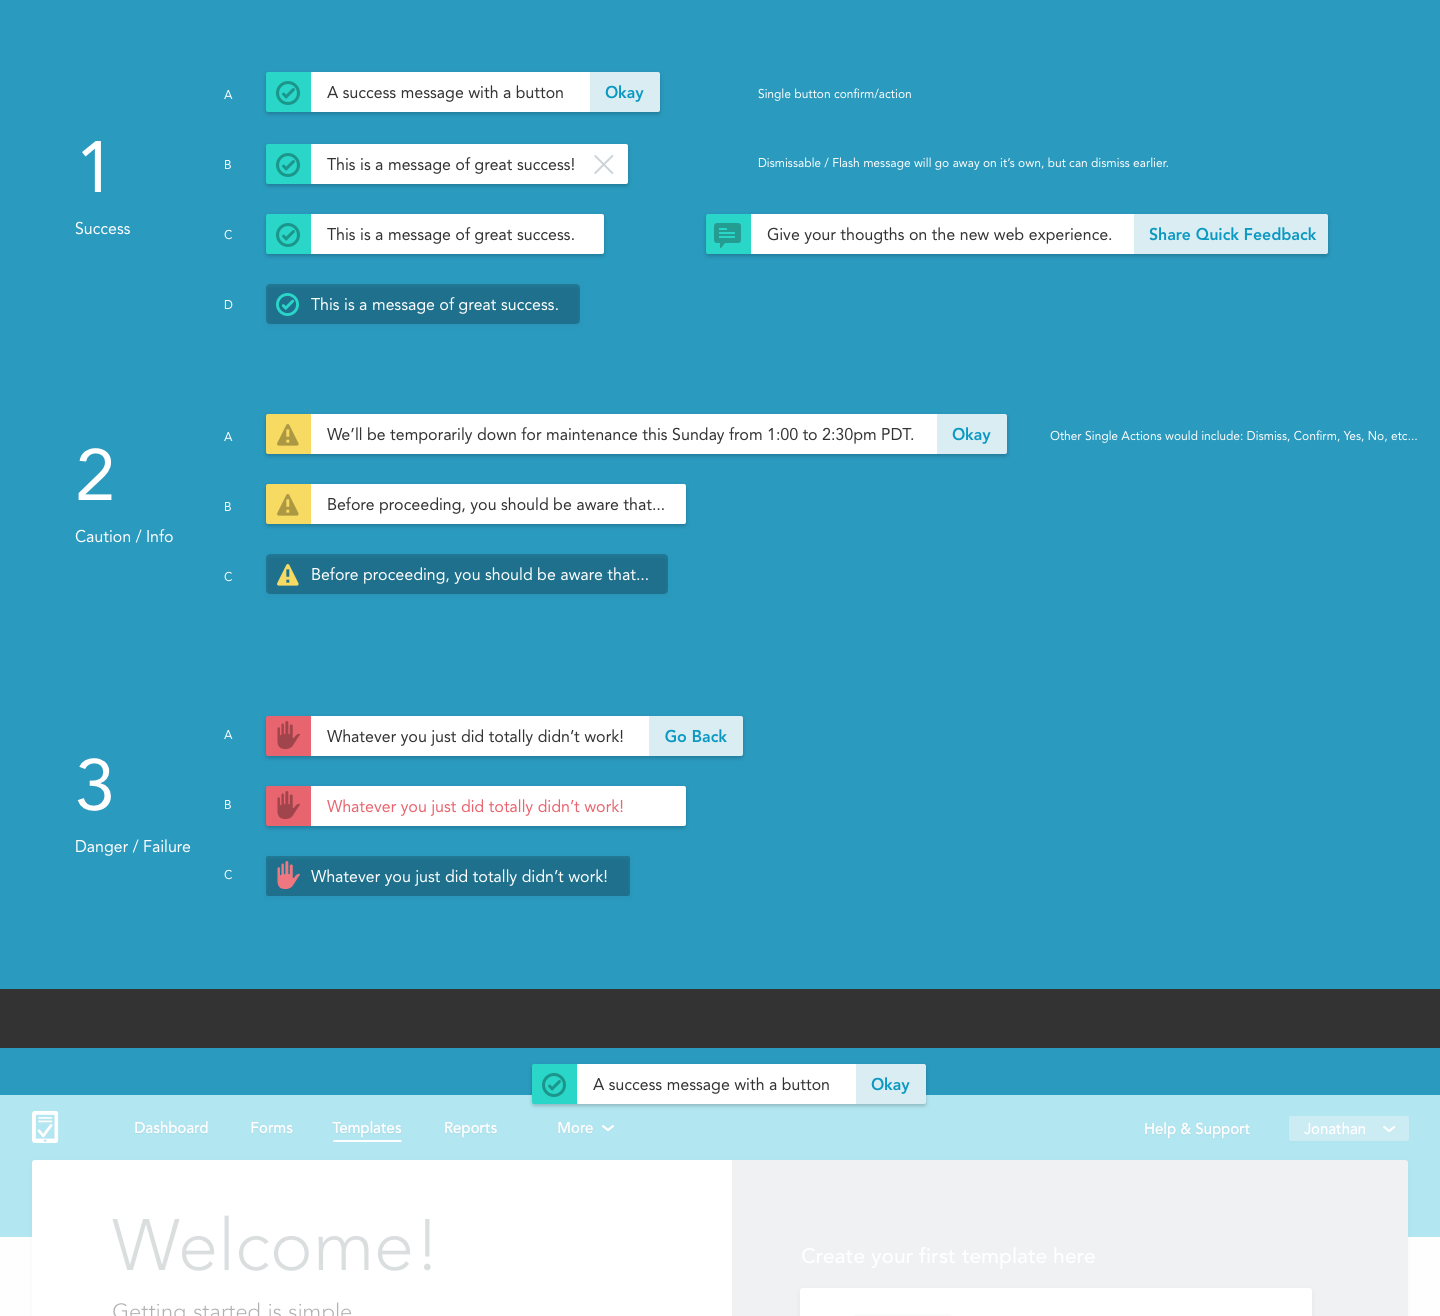 A
A success message with a button
Okay
Single button confirm/action
1
Success
B
This is a message of great success!
Dismissable / Flash message will go away on it's own, but can dismiss earlier.
C
This is a message of great success.
Give your thougths on the new web experience.
Share Quick Feedback
D
This is a message of great success.
2
Caution / Info
A
We'll be temporarily down for maintenance this Sunday from 1:00 to 2:30pm PDT.
Okay
Other Single Actions would include: Dismiss, Confirm, Yes, No, etc...
B
Before proceeding, you should be aware that...
C
Before proceeding, you should be aware that...
3
Danger / Failure
A
Whatever you just did totally didn't work!
Go Back
B
Whatever you just did totally didn't work!
C
Whatever you just did totally didn't work!
A success message with a button
Okay
Dashboard
Forms
Templates
Reports
More
Help & Support
Jonathan
Welcome!
Create your first template here
Getting started is simple